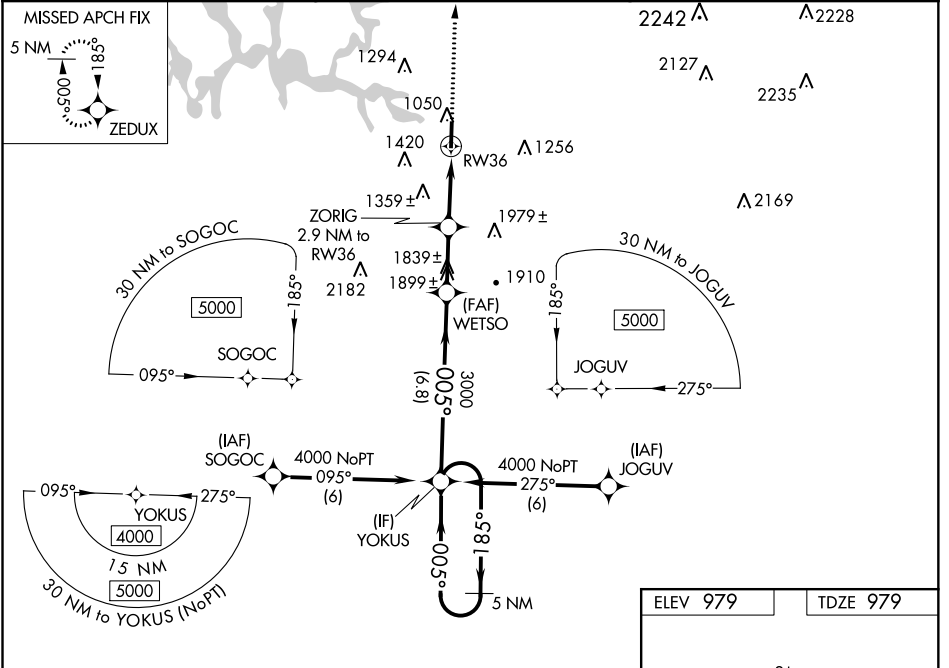 MISSED APCH FIX
5 NM
185°
005°
ZEDUX
2242
2228
1294
2127
2235
1050
1420
RW36
1256
1359±
2169
ZORIG
2.9 NM to
RW36
1979±
1839±
2182
1899±
1910
(FAF)
WETSO
30 NM to SOGOC
185°
5000
SOGOC
095°
30 NM to JOGUV
185°
5000
JOGUV
275°
3000
005°
(6.8)
(IAF)
SOGOC
4000 NoPT
095°
(6)
4000 NoPT
275°
(6)
(IAF)
JOGUV
(IF)
YOKUS
005°
185°
5 NM
095°
275°
YOKUS
4000
15 NM
5000
30 NM to YOKUS (NoPT)
ELEV 979
TDZE 979